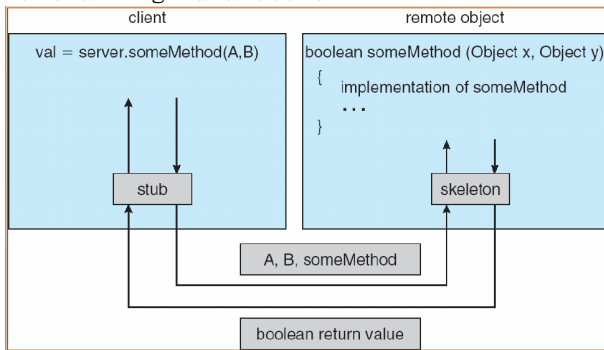 client
remote object
val = server.someMethod(A,B)
boolean someMethod (Object x, Object y)
{
implementation of someMethod
...
}
stub
skeleton
A, B, someMethod
boolean return value